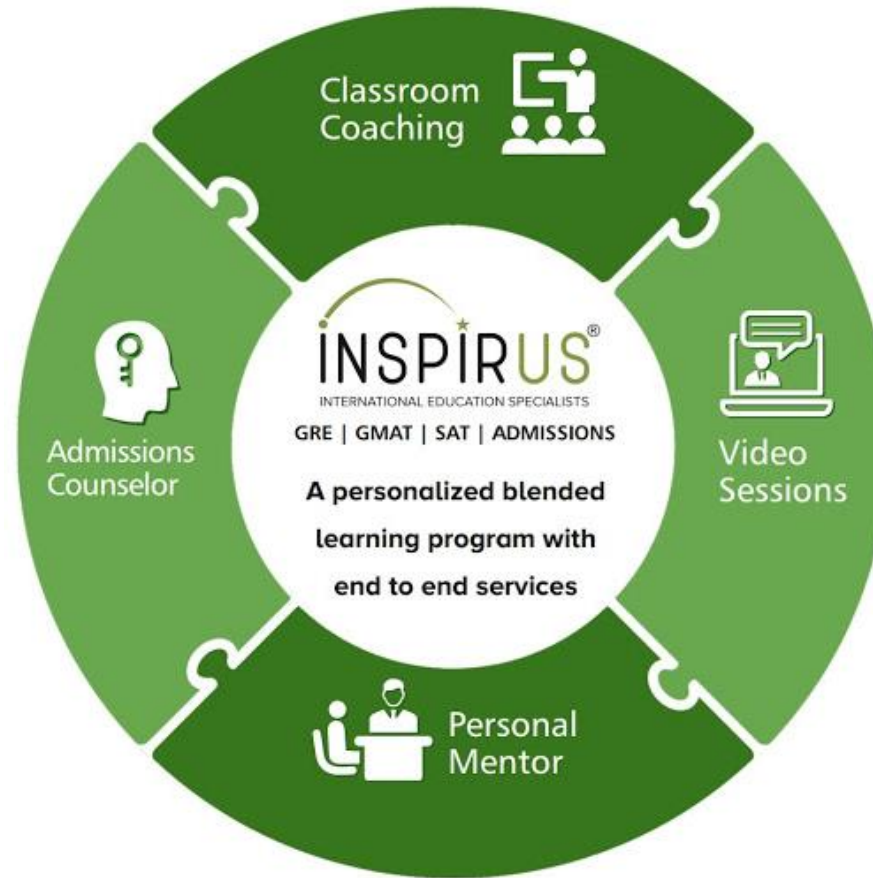 Classroom
Coaching
Admissions
Counselor
INSPIRUS®
INTERNATIONAL EDUCATION SPECIALISTS
GRE | GMAT | SAT | ADMISSIONS
A personalized blended
learning program with
end to end services
Video
Sessions
Personal
Mentor